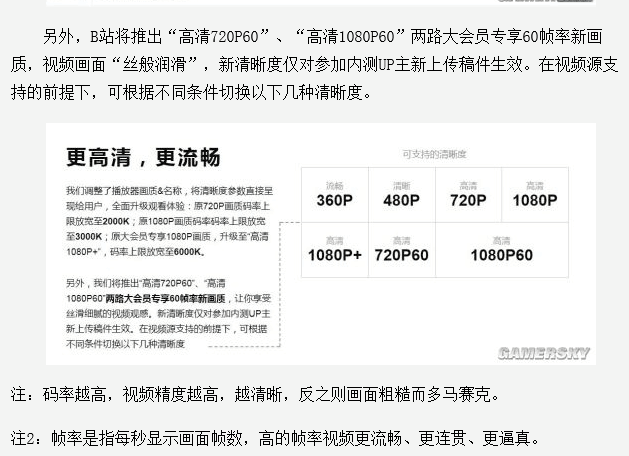 另外，B站将推出“高清720P60”、“高清1080P60”两路大会员专享60帧率新画
质，视频画面“丝般润滑”，新清晰度仅对参加内测UP主新上传稿件生效。在视频源支
持的前提下，可根据不同条件切换以下几种清晰度。
更高清，更流畅
我们调整了播放器画质&名称，将清晰度参数直接呈
现给用户，全面升级观看体验：原720P画质码率上
限放宽至2000K；原1080P画质码率码率上限放宽
至3000K；原大会员专享1080P画质，升级至“高清
1080P+”，码率上限放宽至6000K。
另外，我们将推出“高清720P60”、“高清
1080P60”两路大会员专享60帧率新画质，让你享受
丝滑细腻的视频观感。新清晰度仅对参加内测UP主
新上传稿件生效。在视频源支持的前提下，可根据
不同条件切换以下几种清晰度
可支持的清晰度
流畅 清晰 高清 高清
360P 480P 720P 1080P
高清 高清 高清
1080P+ 720P60 1080P60
GAMERSKY
注：码率越高，视频精度越高，越清晰，反之则画面粗糙而多马赛克。
注2：帧率是指每秒显示画面帧数，高的帧率视频更流畅、更连贯、更逼真。